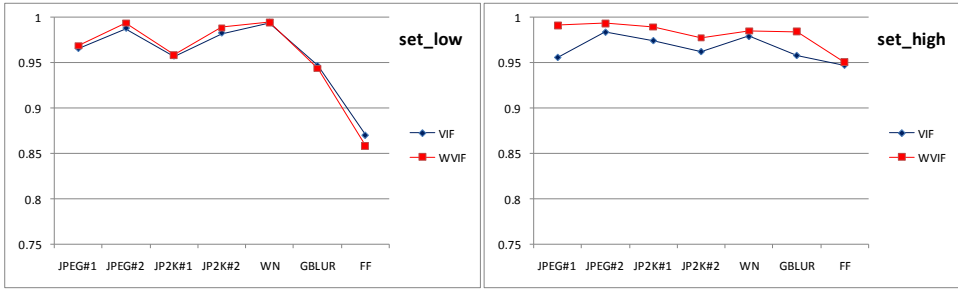 1
0.95
0.9
0.85
0.8
0.75
JPEG#1 JPEG#2 JP2K#1 JP2K#2 WN GBLUR FF
set_low
VIF
WVIF
1
0.95
0.9
0.85
0.8
0.75
JPEG#1 JPEG#2 JP2K#1 JP2K#2 WN GBLUR FF
set_high
VIF
WVIF